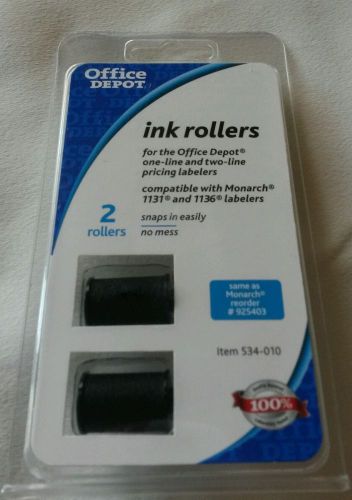 Office
DEPOT
ink rollers
for the Office Depot®
one-line and two-line
pricing labelers
compatible with Monarch®
1131® and 1136® labelers
2
rollers
snaps in easily
no mess
same as
Monarch®
reorder
# 925403
Item 534-010
100%